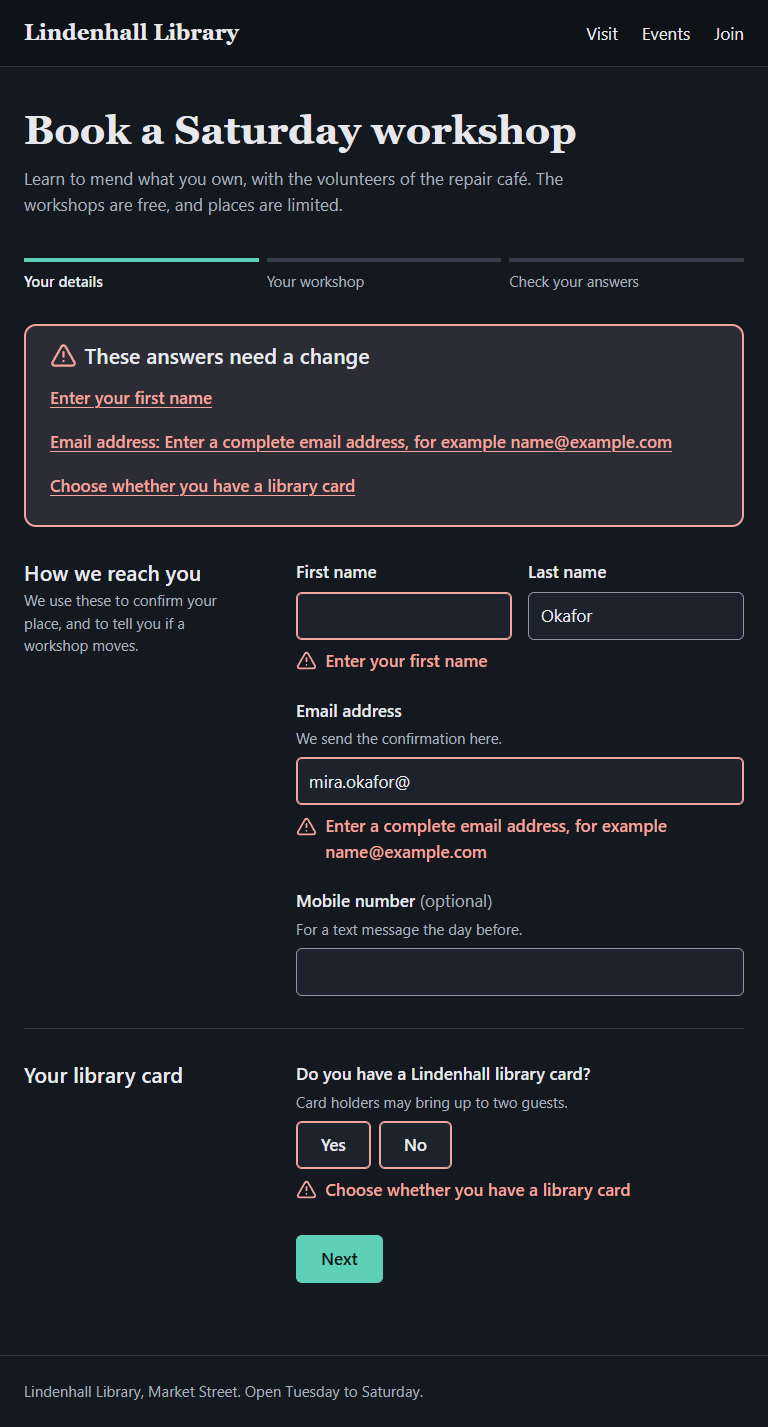 Lindenhall Library
Visit Events Join
Book a Saturday workshop
Learn to mend what you own, with the volunteers of the repair café. The
workshops are free, and places are limited.
Your details
Your workshop
Check your answers
These answers need a change
Enter your first name
Email address: Enter a complete email address, for example name@example.com
Choose whether you have a library card
How we reach you
We use these to confirm your
place, and to tell you if a
workshop moves.
First name
Last name
Okafor
Enter your first name
Email address
We send the confirmation here.
mira.okafor@
Enter a complete email address, for example
name@example.com
Mobile number (optional)
For a text message the day before.
Your library card
Do you have a Lindenhall library card?
Card holders may bring up to two guests.
Yes
No
Choose whether you have a library card
Next
Lindenhall Library, Market Street. Open Tuesday to Saturday.